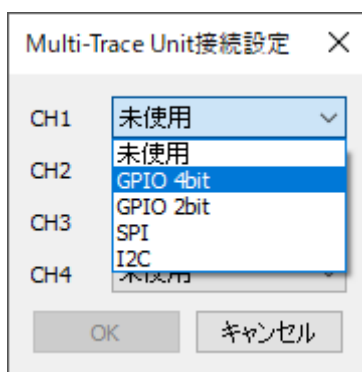 Multi-Trace Unit接続設定
CH1 未使用
未使用
CH2 GPIO 4bit
GPIO 2bit
CH3 SPI
I2C
CH4 未使用
OK キャンセル